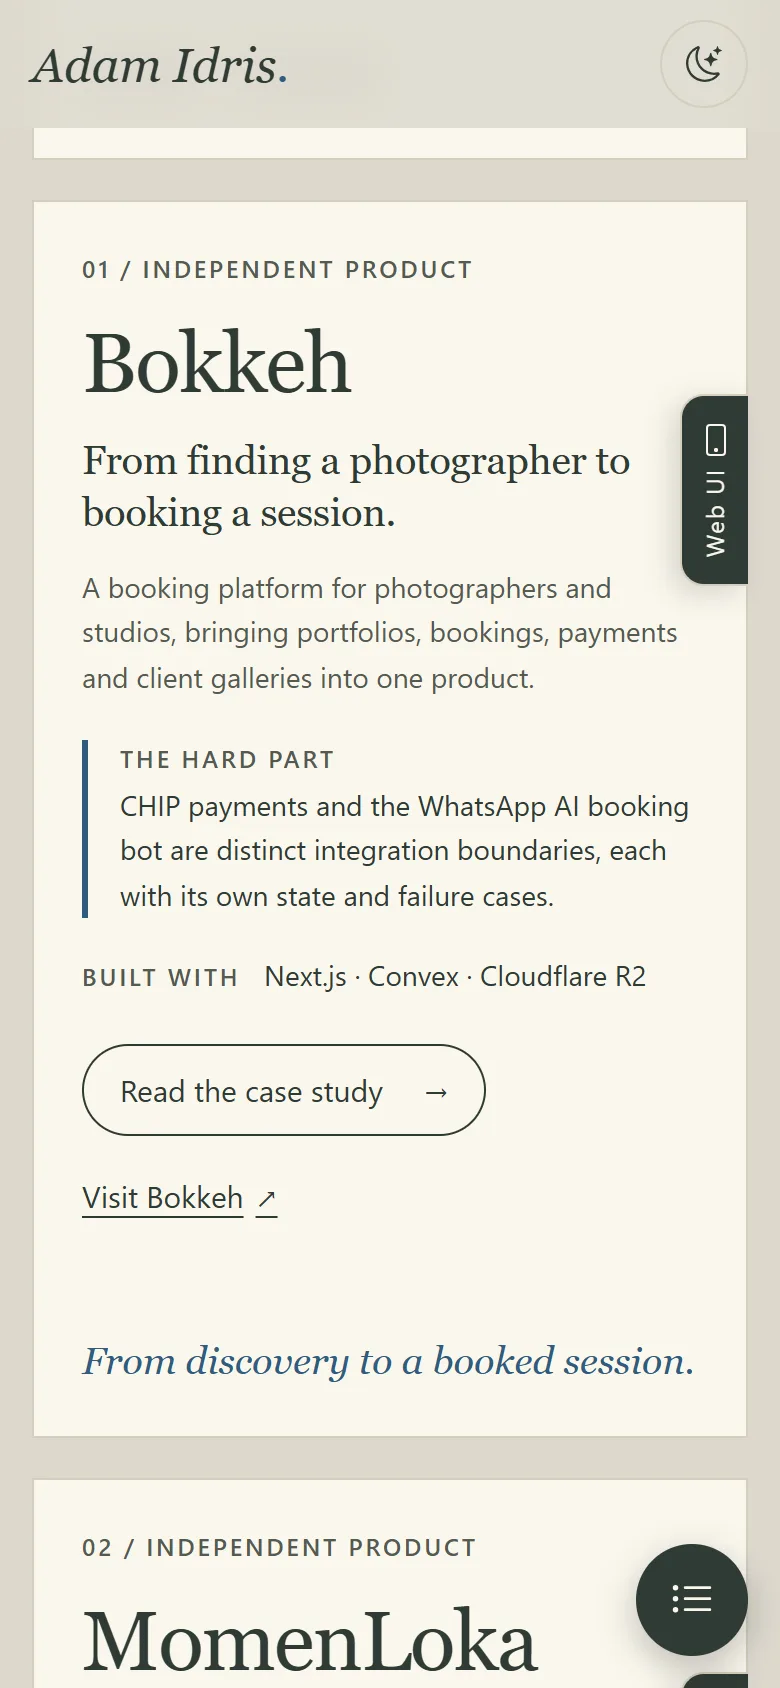 Adam Idris.
01 / INDEPENDENT PRODUCT
Bokkeh
From finding a photographer to
booking a session.
Web UI
A booking platform for photographers and
studios, bringing portfolios, bookings, payments
and client galleries into one product.
THE HARD PART
CHIP payments and the WhatsApp AI booking
bot are distinct integration boundaries, each
with its own state and failure cases.
BUILT WITH Next.js · Convex · Cloudflare R2
Read the case study →
Visit Bokkeh ↗
From discovery to a booked session.
02 / INDEPENDENT PRODUCT
MomenLoka